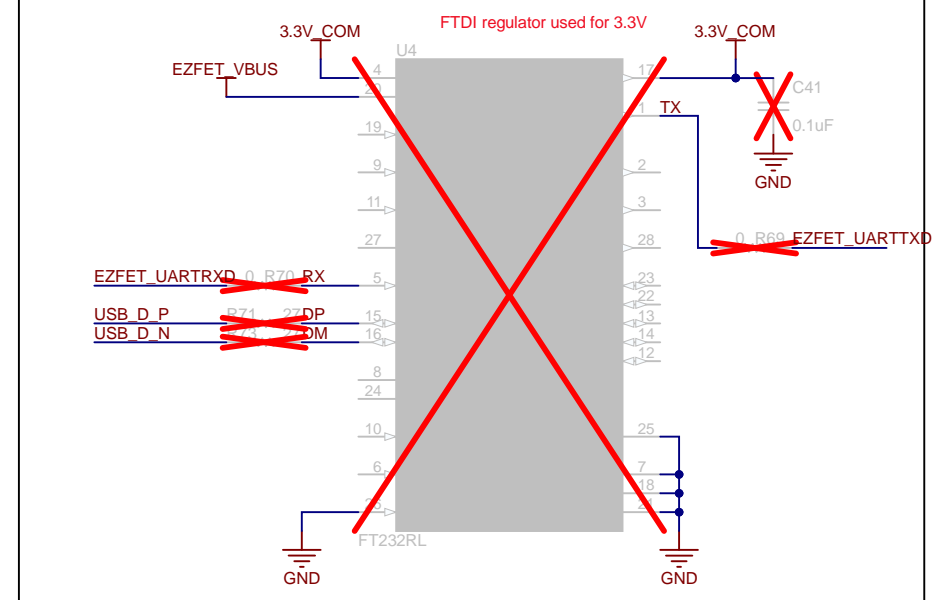 FTDI regulator used for 3.3V
3.3V_COM
3.3V_COM
U4
EZFET_VBUS
4
17
20
C41
1
TX
0.1uF
19
9
2
GND
11
3
27
28
0
R69
EZFET_UARTTXD
EZFET_UARTRXD
0
R70
RX
5
23
22
USB_D_P
R71
27
DP
15
13
USB_D_N
DM
16
14
12
8
24
10
25
6
7
18
FT232RL
GND
GND